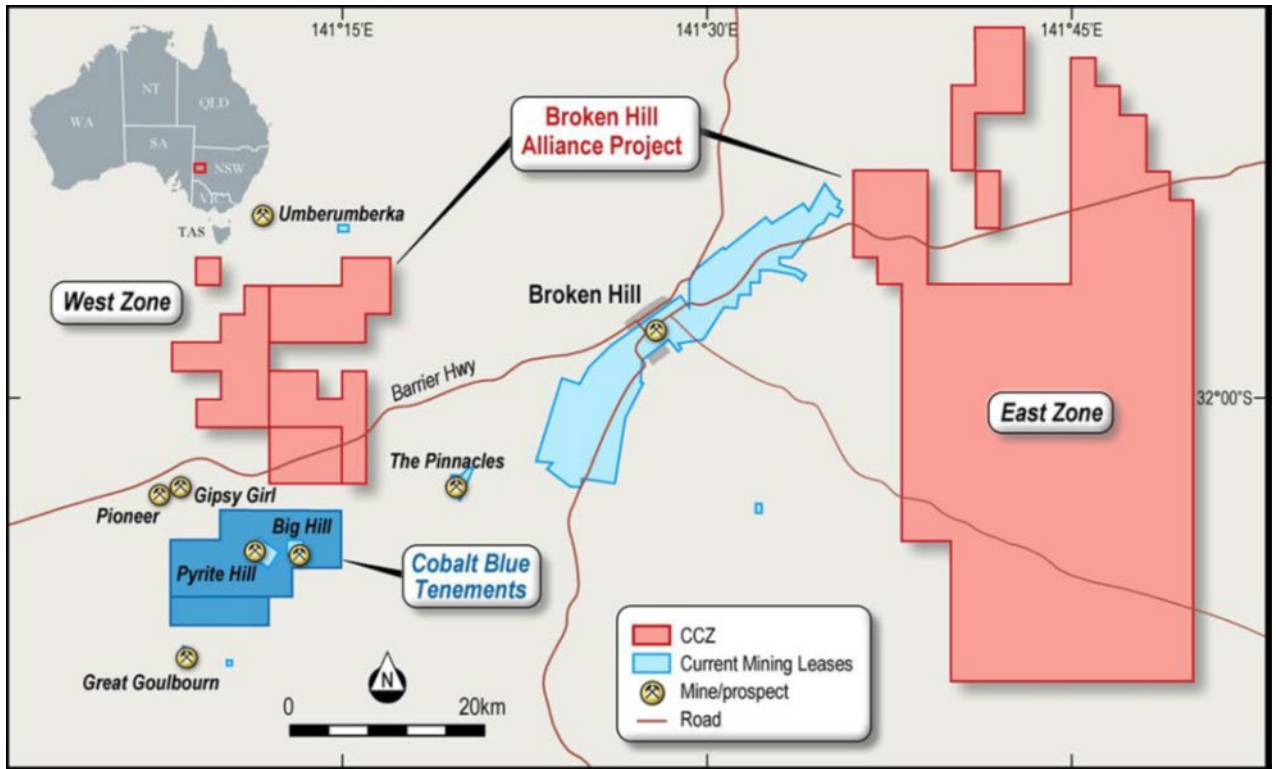 141°15'E
141°30'E
141°45'E
NT
QLD
WA
SA
NSW
VIC
TAS
Broken Hill
Alliance Project
Umberumberka
West Zone
Broken Hill
Barrier Hwy
32°00'S
East Zone
The Pinnacles
Gipsy Girl
Pioneer
Big Hill
Pyrite Hill
Cobalt Blue
Tenements
Great Goulbourn
N
0
20km
CCZ
Current Mining Leases
Mine/prospect
Road